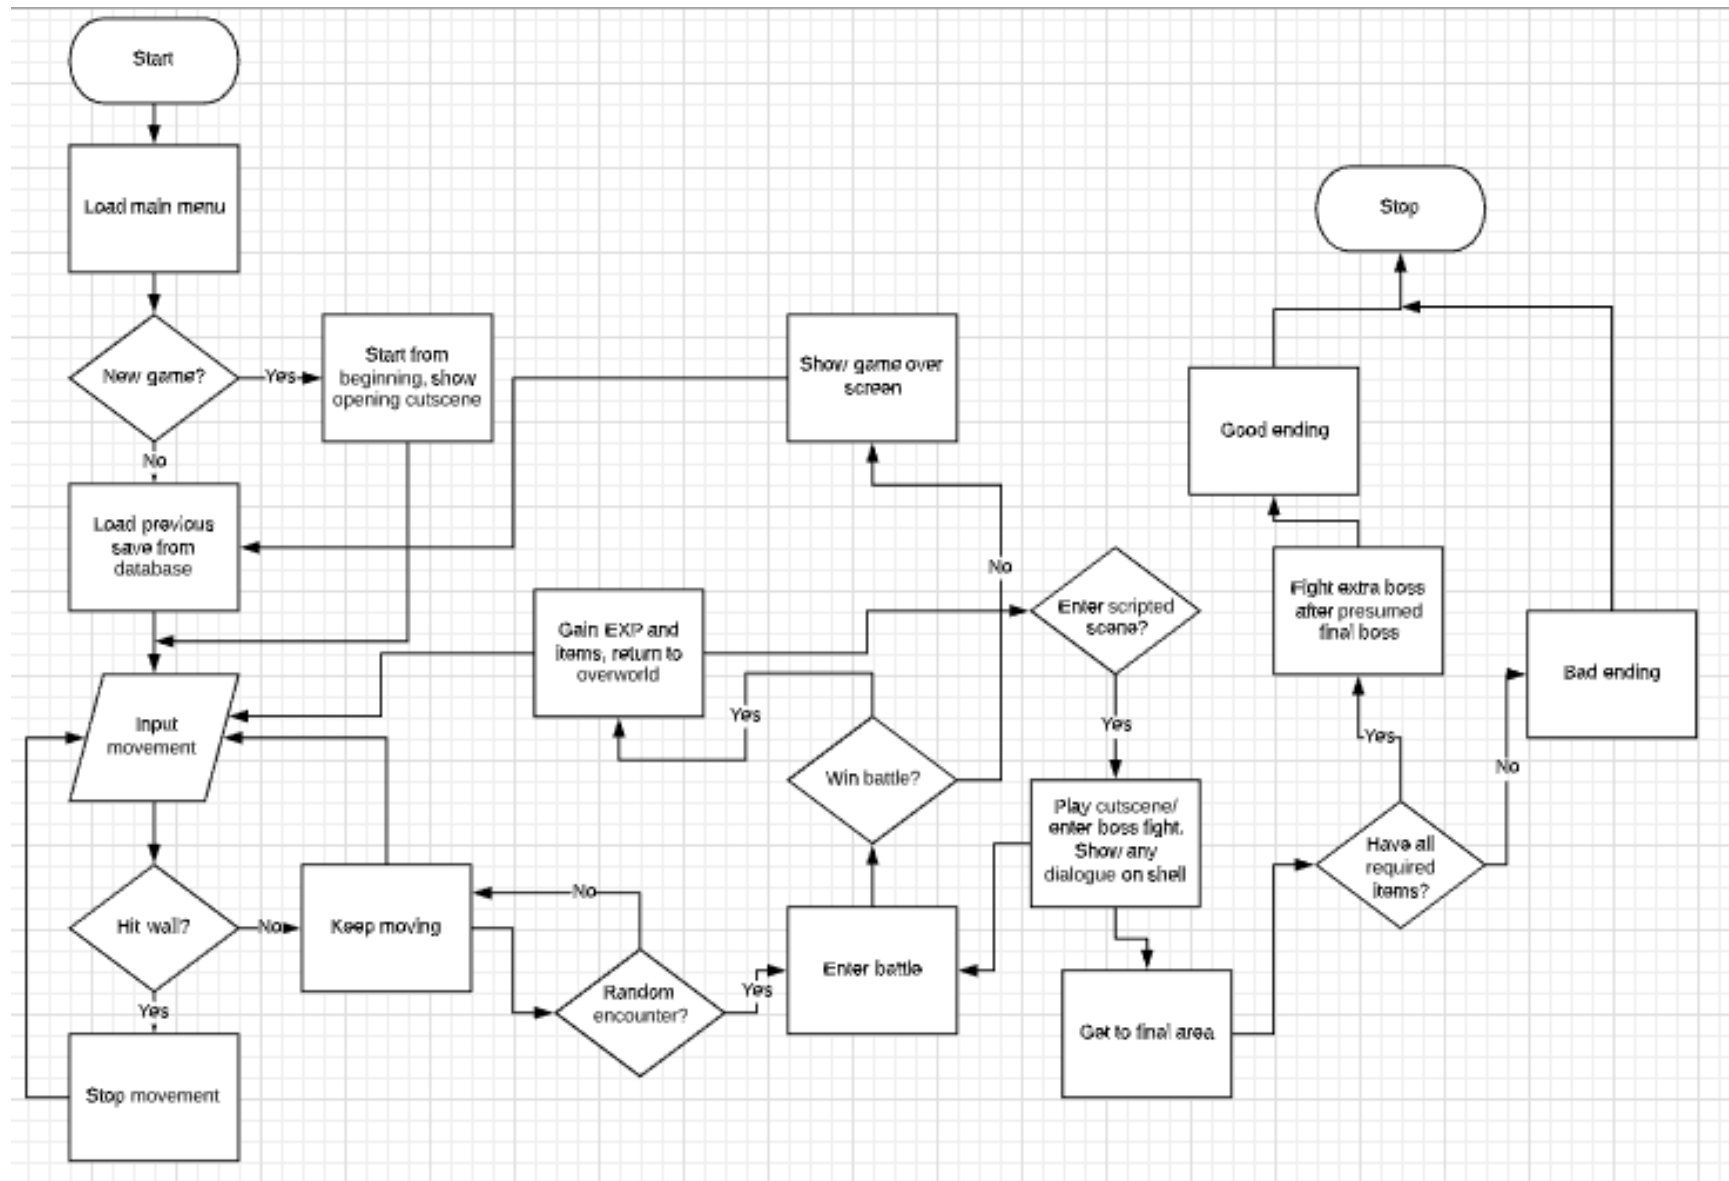 Start
Load main menu
New game?
Yes
No
Start from
beginning, show
opening cutscene
Load previous
save from
database
Input
movement
Hit wall?
No
Yes
Stop movement
Keep moving
No
Random
encounter?
Yes
Enter battle
Win battle?
Yes
No
Gain EXP and
items, return to
overworld
Show game over
screen
Enter scripted
scene?
Yes
Play cutscene/
enter boss fight.
Show any
dialogue on shell
Get to final area
Have all
required
items?
Yes
No
Fight extra boss
after presumed
final boss
Good ending
Bad ending
Stop